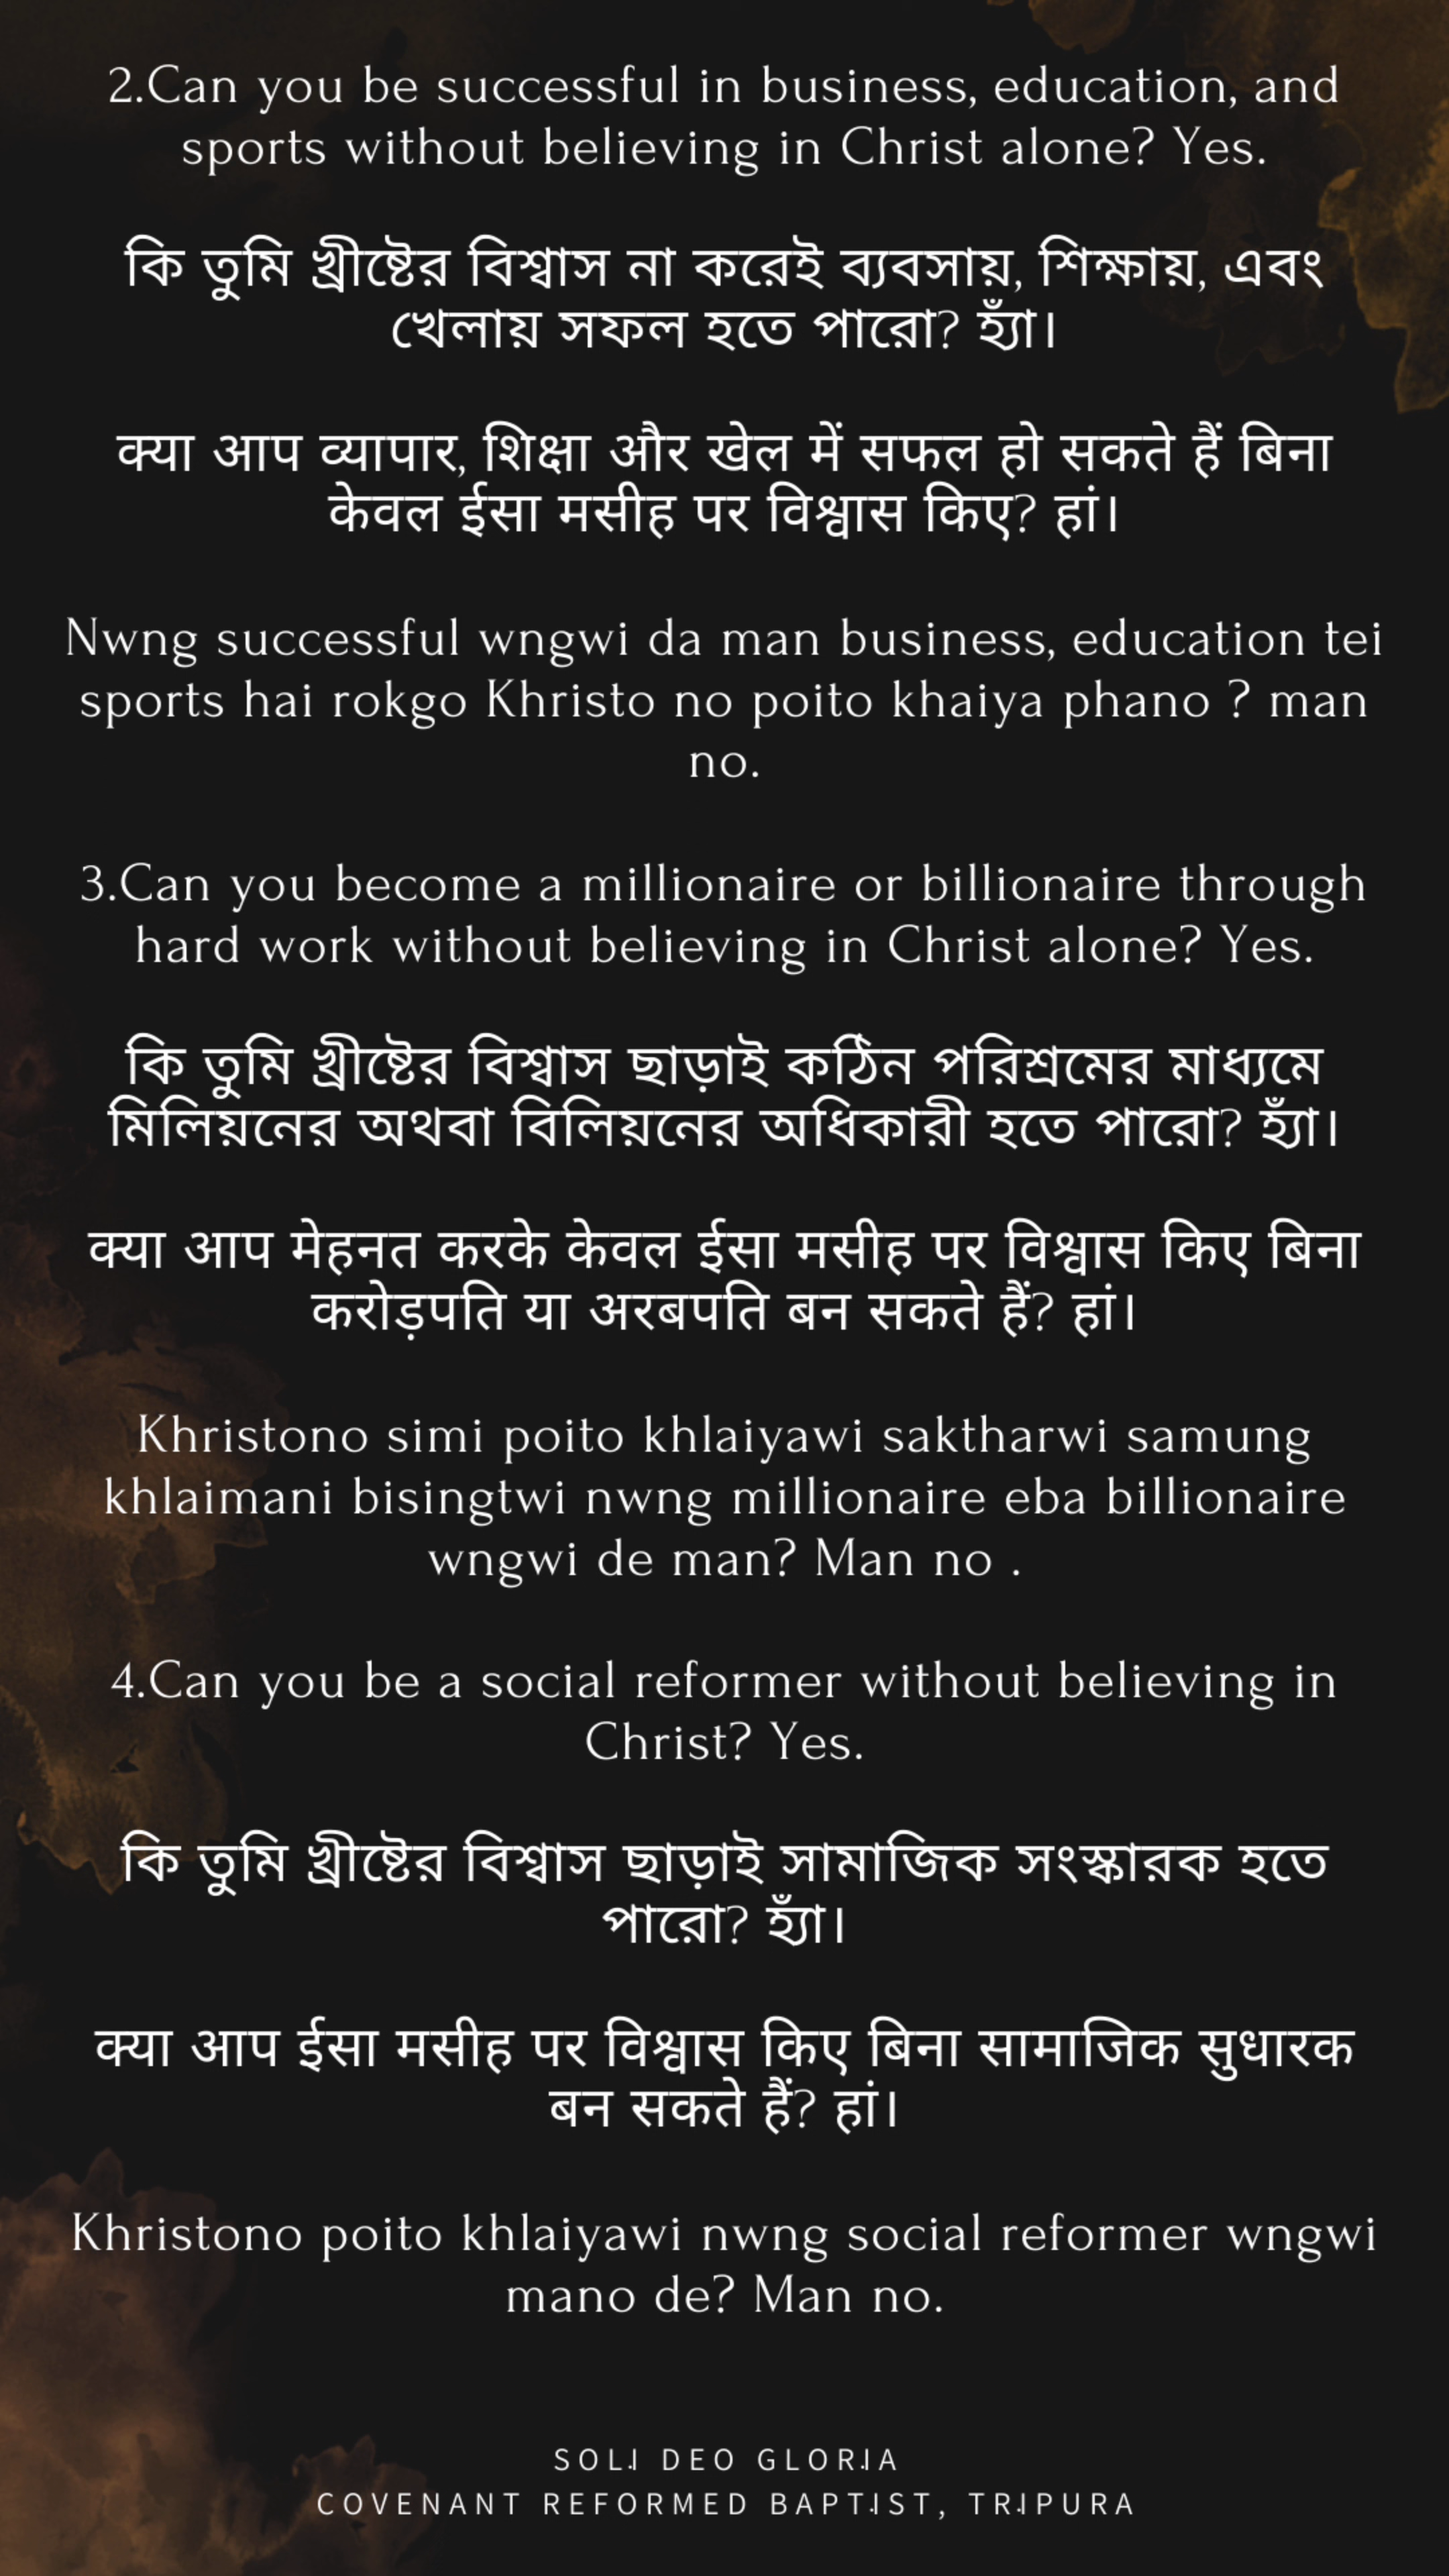 2.Can you be successful in business, education, and
sports without believing in Christ alone? Yes.
কি তুমি খ্রীষ্টের বিশ্বাস না করেই ব্যবসায়, শিক্ষায়, এবং
খেলায় সফল হতে পারো? হ্যাঁ।
क्या आप व्यापार, शिक्षा और खेल में सफल हो सकते हैं बिना
केवल ईसा मसीह पर विश्वास किए? हां।
Nwng successful wngwi da man business, education tei
sports hai rokgo Khristo no poito khaiya phano ? man
no.
3.Can you become a millionaire or billionaire through
hard work without believing in Christ alone? Yes.
কি তুমি খ্রীষ্টের বিশ্বাস ছাড়াই কঠিন পরিশ্রমের মাধ্যমে
মিলিয়নের অথবা বিলিয়নের অধিকারী হতে পারো? হ্যাঁ।
क्या आप मेहनत करके केवल ईसा मसीह पर विश्वास किए बिना
करोड़पति या अरबपति बन सकते हैं? हां।
Khristono simi poito khlaiyawi saktharwi samung
khlaimani bisingtwi nwng millionaire eba billionaire
wngwi de man? Man no .
4.Can you be a social reformer without believing in
Christ? Yes.
কি তুমি খ্রীষ্টের বিশ্বাস ছাড়াই সামাজিক সংস্কারক হতে
পারো? হ্যাঁ।
क्या आप ईसा मसीह पर विश्वास किए बिना सामाजिक सुधारक
बन सकते हैं? हां।
Khristono poito khlaiyawi nwng social reformer wngwi
mano de? Man no.
SOLI DEO GLORIA
COVENANT REFORMED BAPTIST, TRIPURA